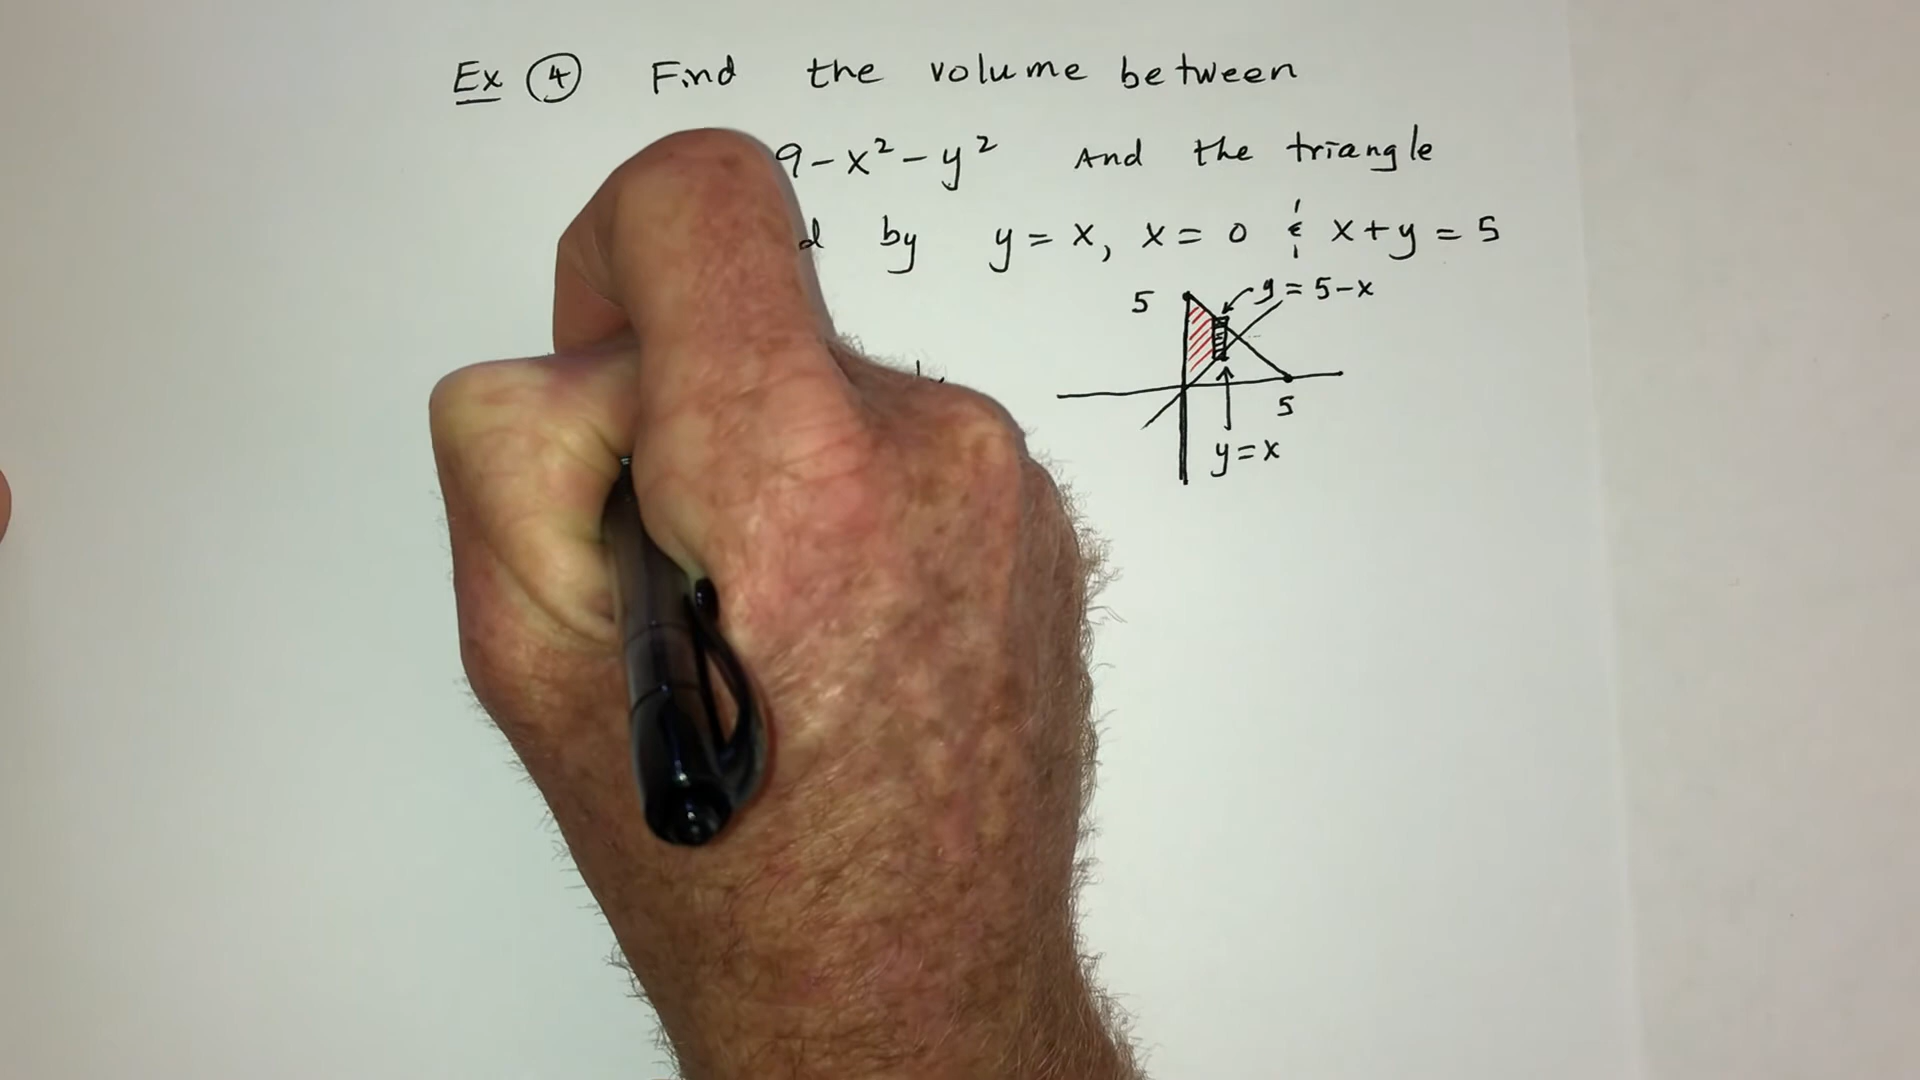 Ex ④ Find the volume between
9-x²-y² And the triangle
by y = x, x = 0 & x+y = 5
5 y = 5-x
5
y = x